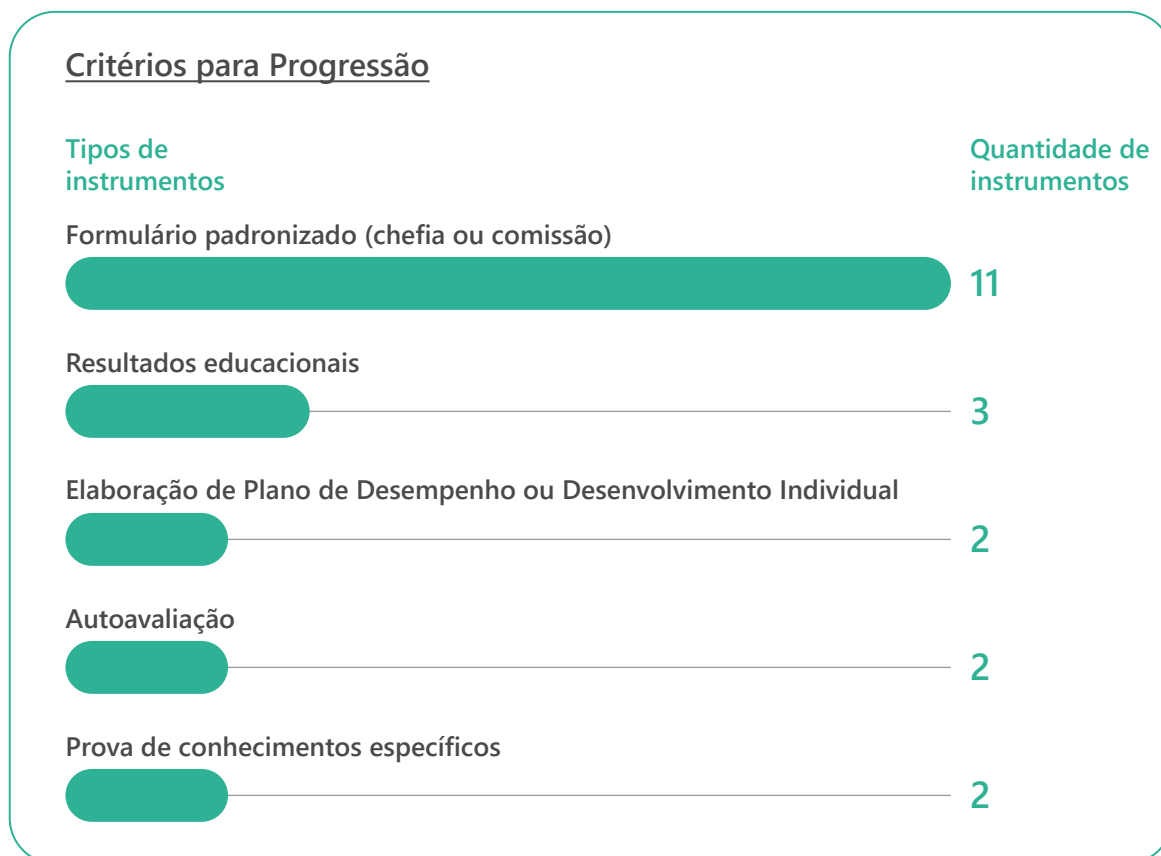 Critérios para Progressão
Tipos de
instrumentos
Quantidade de
instrumentos
Formulário padronizado (chefia ou comissão)
11
Resultados educacionais
3
Elaboração de Plano de Desempenho ou Desenvolvimento Individual
2
Autoavaliação
2
Prova de conhecimentos específicos
2